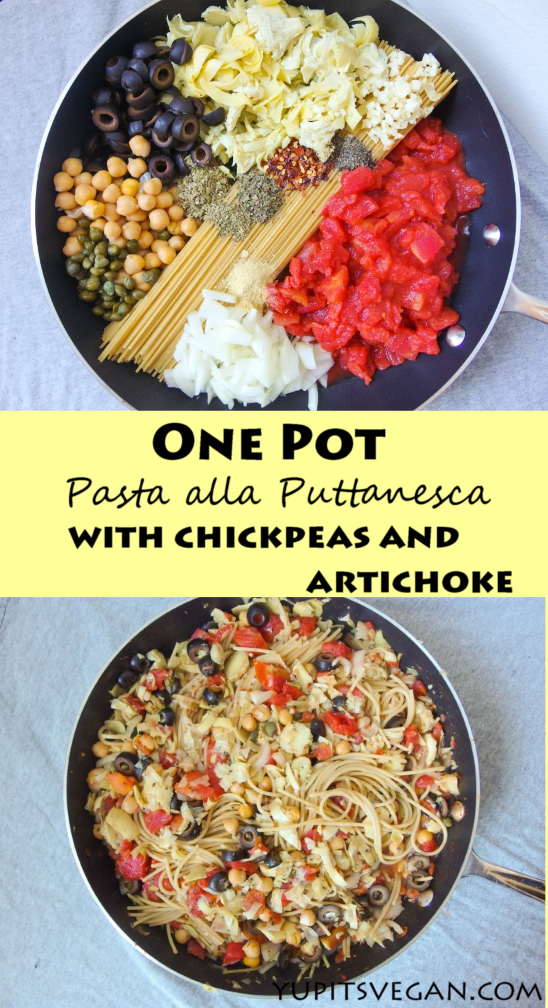 One Pot
Pasta alla Puttanesca
with chickpeas and
artichoke
yupitsvegan.com